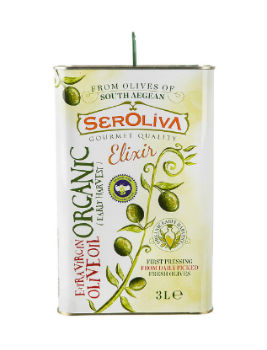 FROM OLIVES OF
SOUTH AEGEAN
SEROLIVA
GOURMET QUALITY
Elixir
EXTRA VIRGIN
OLIVE OIL
ORGANIC
(EARLY HARVEST)
FIRST PRESSING
FROM DAILY PICKED
FRESH OLIVES
3L℮